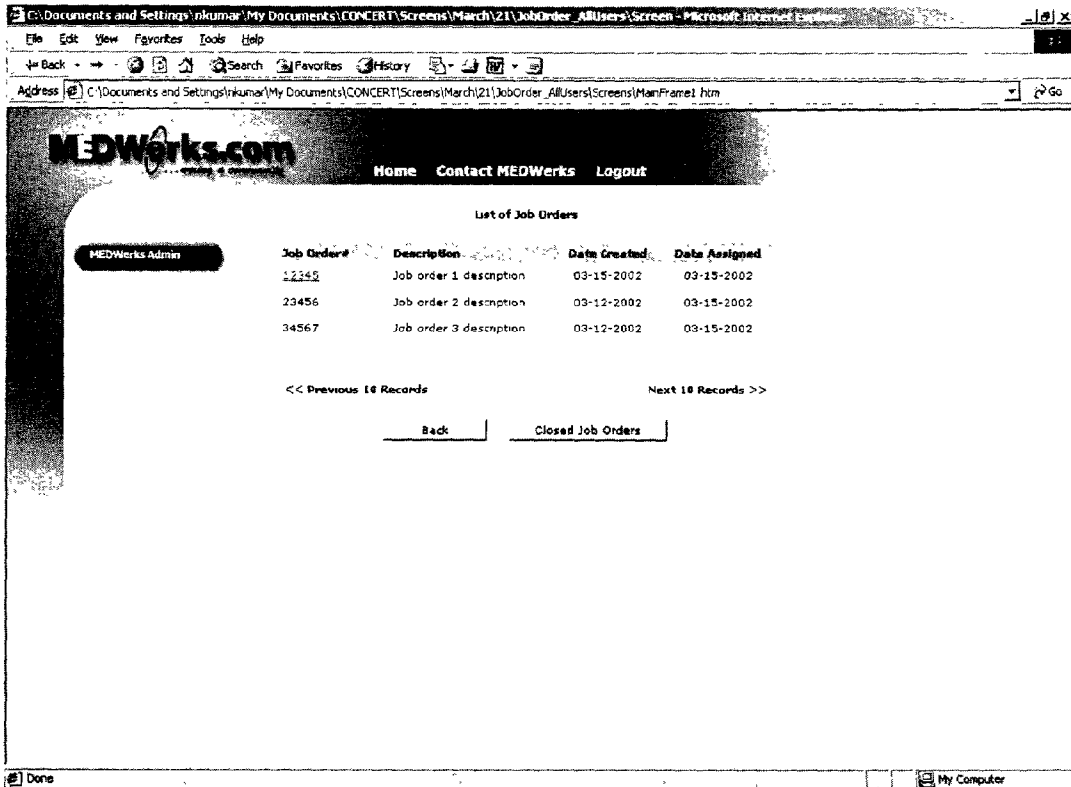 C:\Documents and Settings\nkumar\My Documents\CONCERT\Screens\March\21\JobOrder_AllUsers\Screen - Microsoft Internet Explorer
File Edit View Favorites Tools Help
Back Search Favorites History
Address C:\Documents and Settings\nkumar\My Documents\CONCERT\Screens\March\21\JobOrder_AllUsers\Screens\MainFrame1.htm Go
MEDWerks.com
Home Contact MEDWerks Logout
List of Job Orders
MEDWerks Admin
Job Order# Description Date Created Date Assigned
12345 Job order 1 description 03-15-2002 03-15-2002
23456 Job order 2 description 03-12-2002 03-15-2002
34567 Job order 3 description 03-12-2002 03-15-2002
<< Previous 10 Records Next 10 Records >>
Back Closed Job Orders
Done My Computer